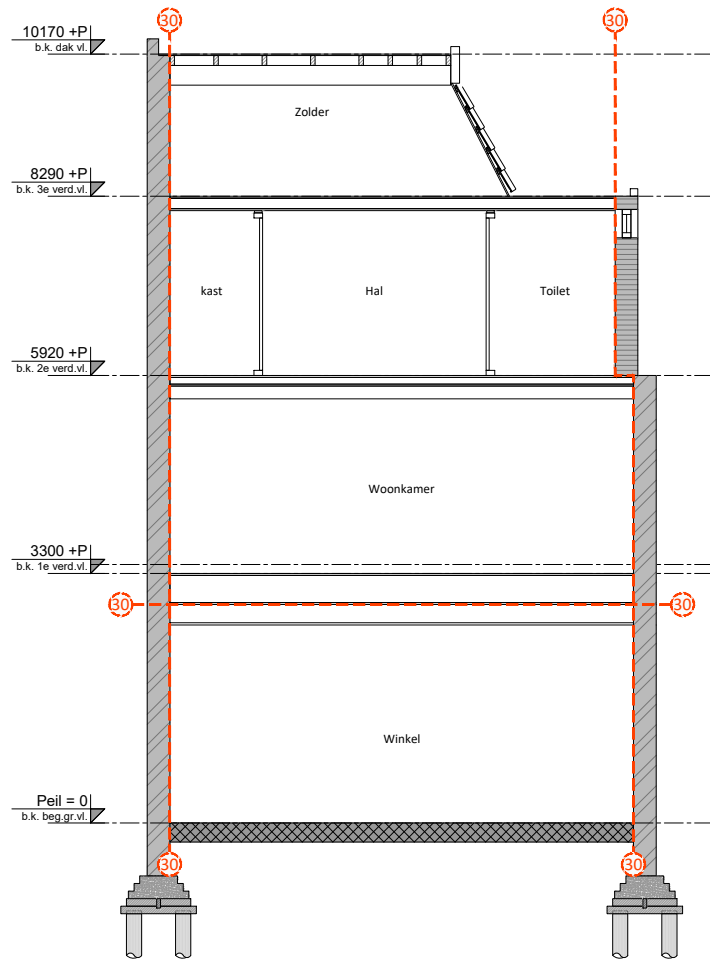 30
30
10170 +P
b.k. dak vl.
Zolder
8290 +P
b.k. 3e verd.vl.
kast
Hal
Toilet
5920 +P
b.k. 2e verd.vl.
Woonkamer
3300 +P
b.k. 1e verd.vl.
30
30
Winkel
Peil = 0
b.k. beg.gr.vl.
30
30